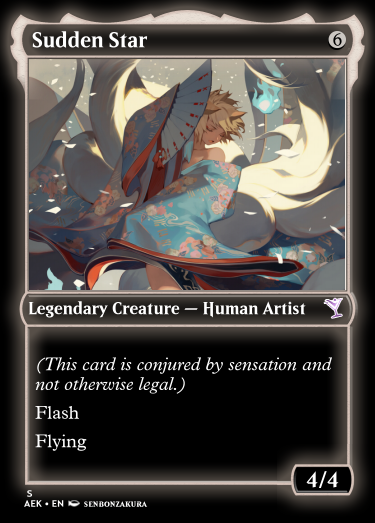 Sudden Star
6
Legendary Creature — Human Artist
(This card is conjured by sensation and
not otherwise legal.)
Flash
Flying
4/4
S
AEK • EN SENBONZAKURA